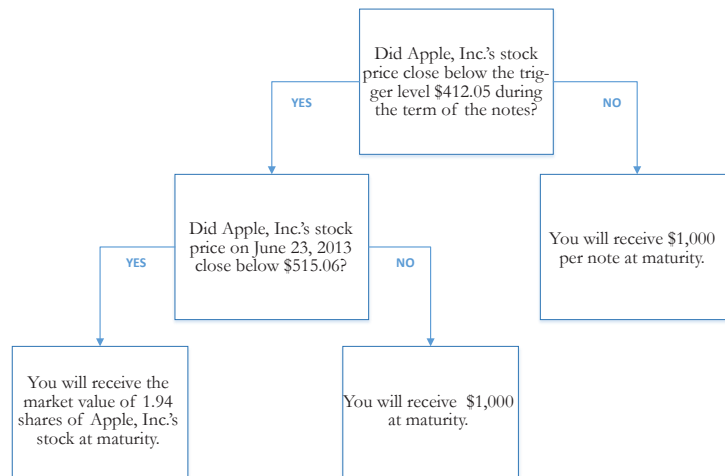 Did Apple, Inc.'s stock
price close below the trig-
ger level $412.05 during
the term of the notes?
YES
NO
Did Apple, Inc.'s stock
price on June 23, 2013
close below $515.06?
You will receive $1,000
per note at maturity.
YES
NO
You will receive the
market value of 1.94
shares of Apple, Inc.'s
stock at maturity.
You will receive $1,000
at maturity.